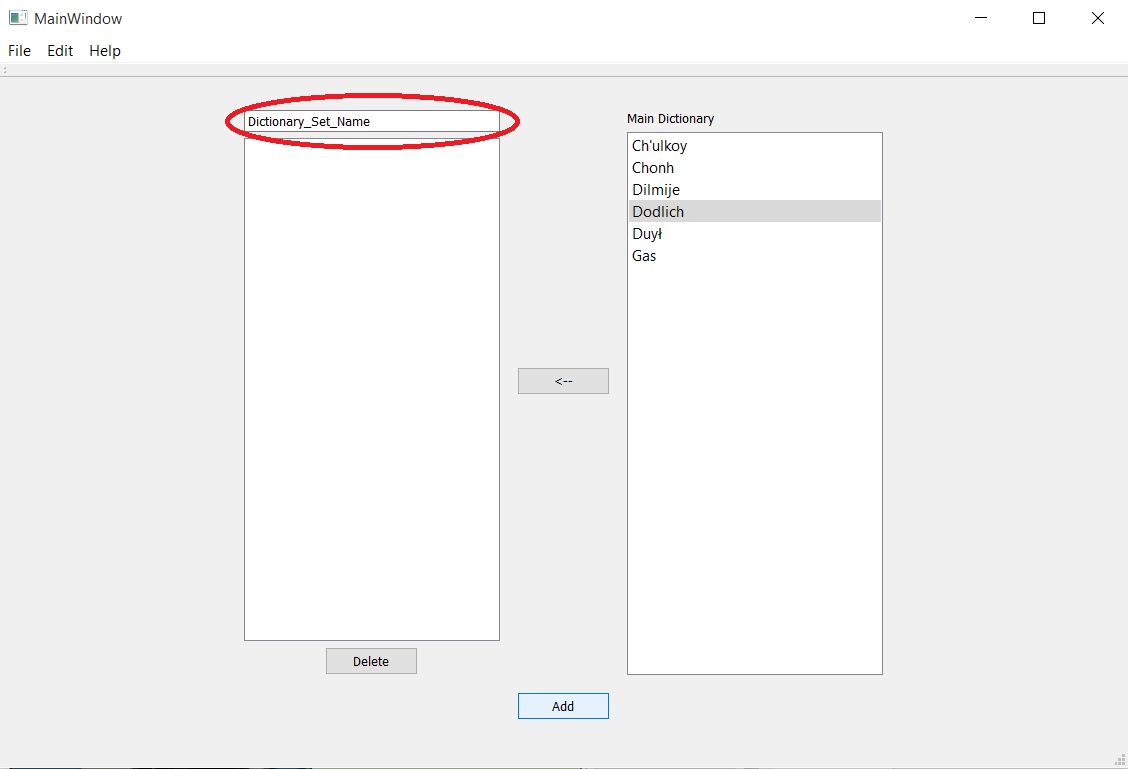 MainWindow
File Edit Help
Dictionary_Set_Name
Main Dictionary
Ch'ulkoy
Chonh
Dilmije
Dodlich
Duył
Gas
<--
Delete
Add